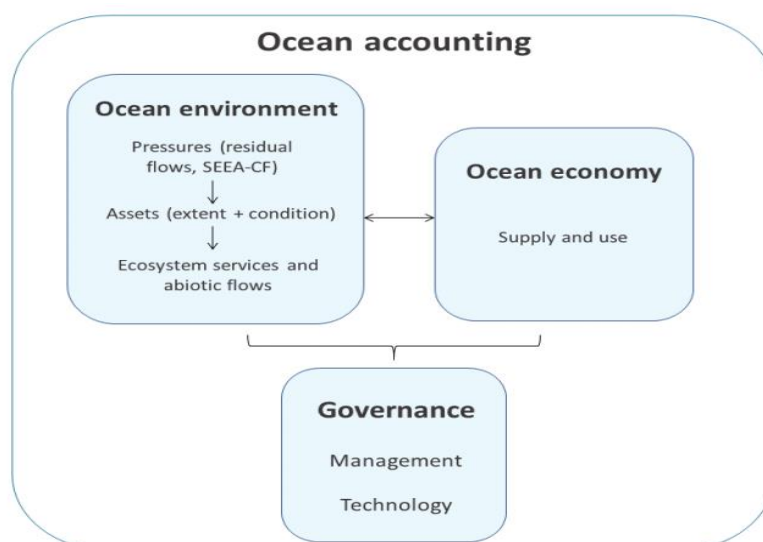 Ocean accounting
Ocean environment
Pressures (residual
flows, SEEA-CF)
Assets (extent + condition)
Ecosystem services and
abiotic flows
Ocean economy
Supply and use
Governance
Management
Technology